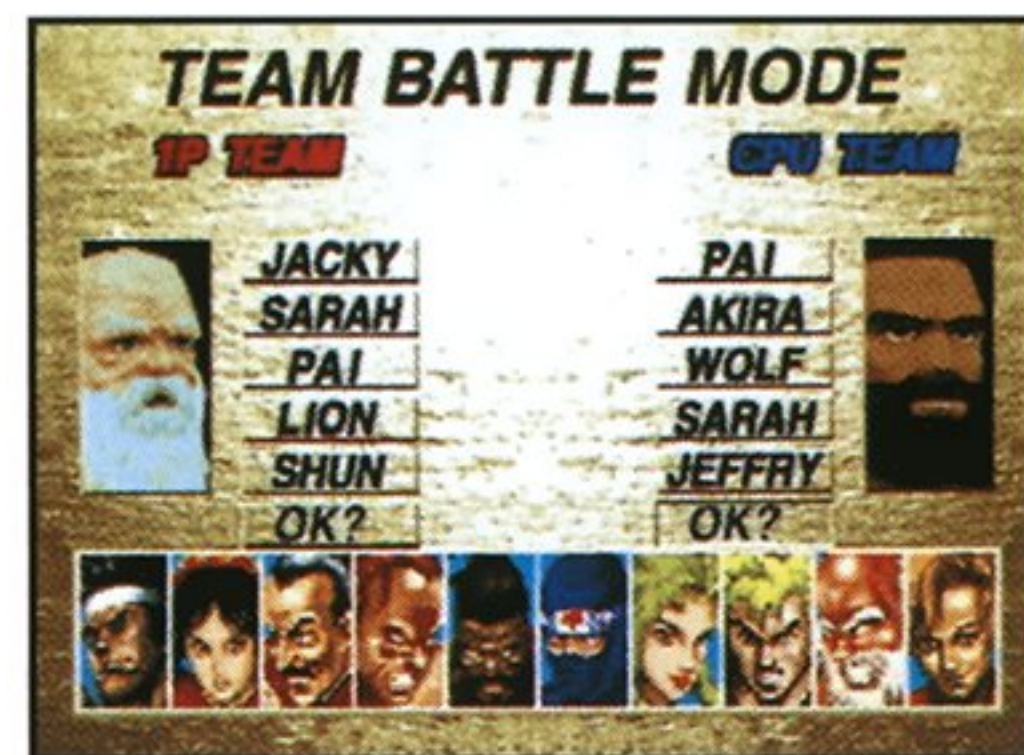 TEAM BATTLE MODE
1P TEAM
CPU TEAM
JACKY
SARAH
PAI
LION
SHUN
OK?
PAI
AKIRA
WOLF
SARAH
JEFFRY
OK?